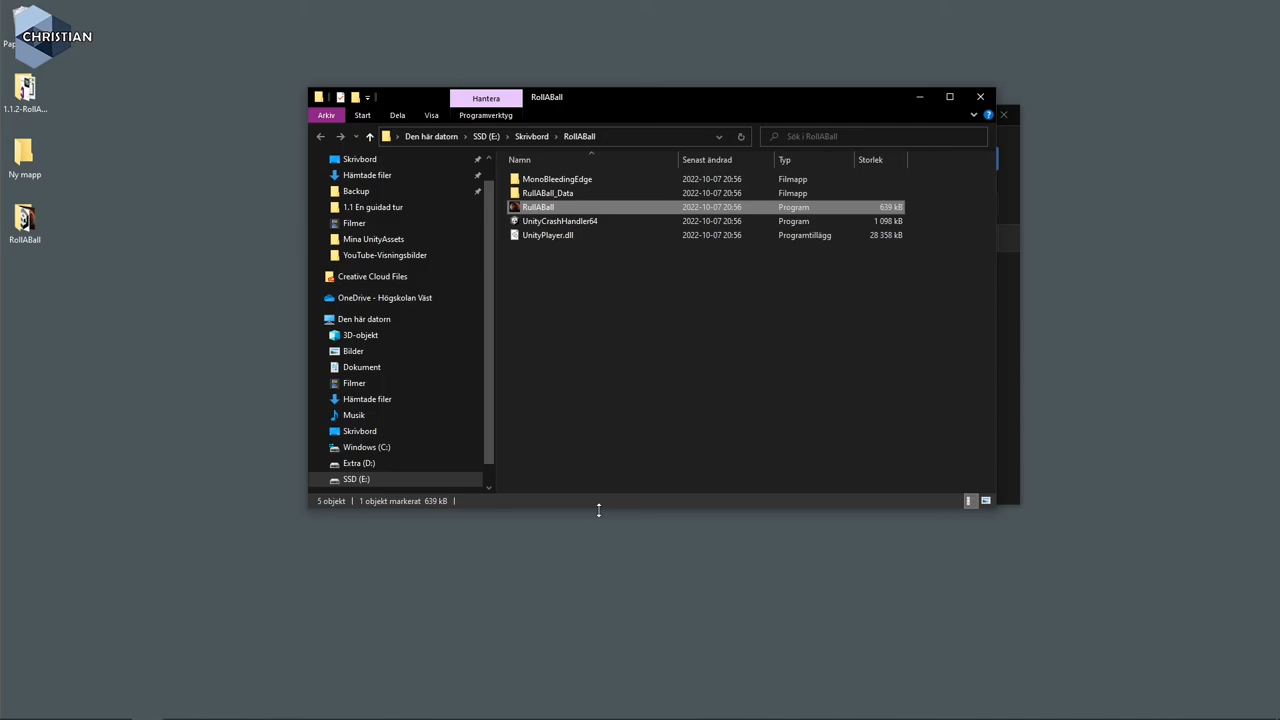 Pap
CHRISTIAN
1.1.2-RollA...
Ny mapp
RollABall
Hantera
RollABall
Arkiv
Start
Dela
Visa
Programverktyg
Den här datorn > SSD (E:) > Skrivbord > RollABall
Sök i RollABall
Skrivbord
Hämtade filer
Backup
1.1 En guidad tur
Filmer
Mina UnityAssets
YouTube-Visningsbilder
Creative Cloud Files
OneDrive - Högskolan Väst
Den här datorn
3D-objekt
Bilder
Dokument
Filmer
Hämtade filer
Musik
Skrivbord
Windows (C:)
Extra (D:)
SSD (E:)
Namn Senast ändrad Typ Storlek
MonoBleedingEdge 2022-10-07 20:56 Filmapp
RullABall_Data 2022-10-07 20:56 Filmapp
RullABall 2022-10-07 20:56 Program 639 kB
UnityCrashHandler64 2022-10-07 20:56 Program 1 098 kB
UnityPlayer.dll 2022-10-07 20:56 Programtillägg 28 358 kB
5 objekt 1 objekt markerat 639 kB